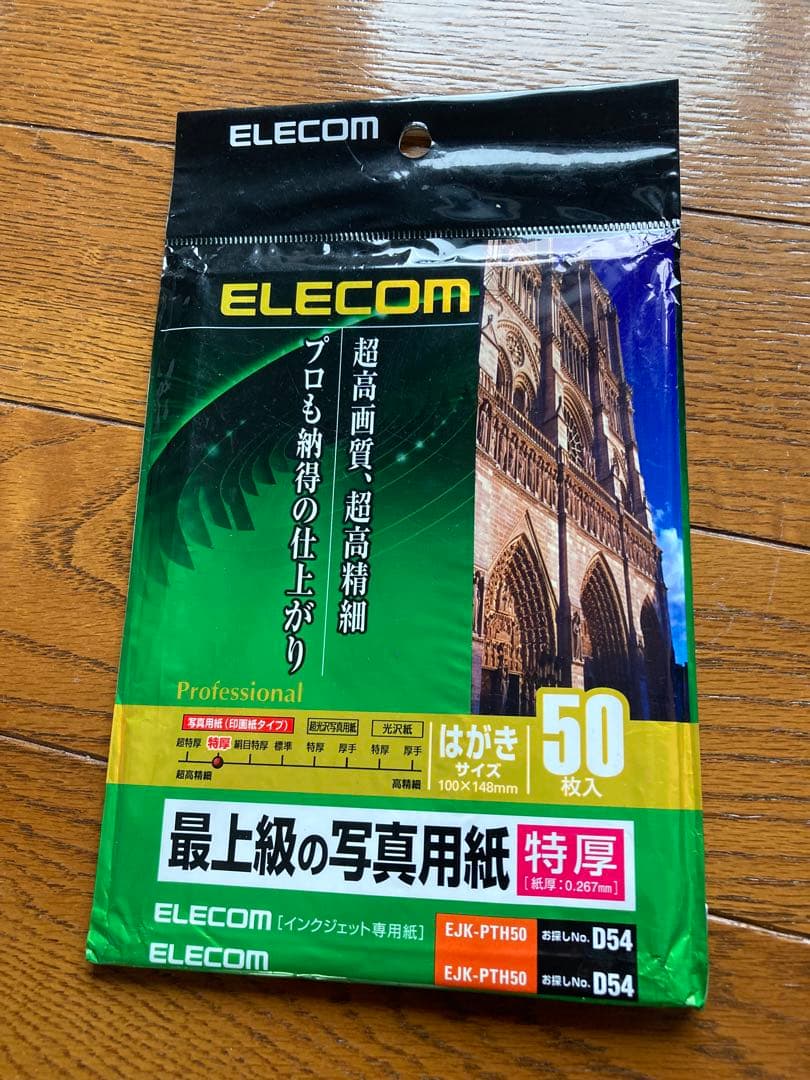 ELECOM
ELECOM
超高画質、超高精細
プロも納得の仕上がり
Professional
写真用紙(印画紙タイプ) 超光沢写真用紙 光沢紙
超特厚 特厚 絹目特厚 標準 特厚 厚手 特厚 厚手
超高精細 高精細
はがき
サイズ
100×148mm
50
枚入
最上級の写真用紙
特厚
[紙厚:0.267mm]
ELECOM [インクジェット専用紙] EJK-PTH50 お探しNo. D54
ELECOM EJK-PTH50 お探しNo. D54